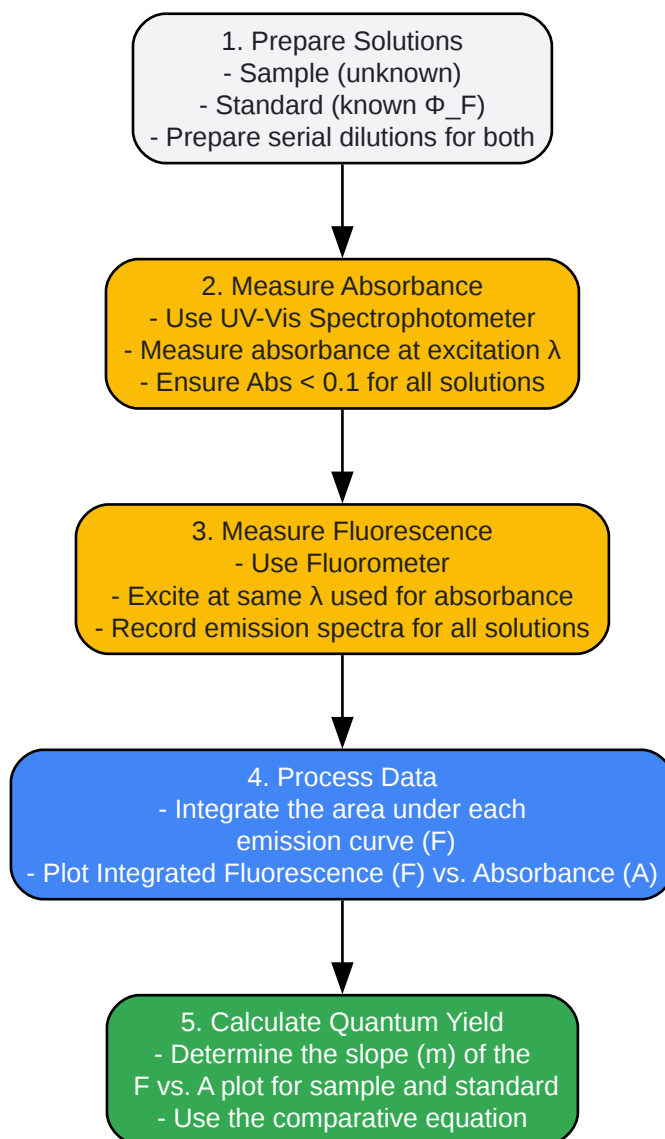 1. Prepare Solutions
- Sample (unknown)
- Standard (known Φ_F)
- Prepare serial dilutions for both
2. Measure Absorbance
- Use UV-Vis Spectrophotometer
- Measure absorbance at excitation λ
- Ensure Abs < 0.1 for all solutions
3. Measure Fluorescence
- Use Fluorometer
- Excite at same λ used for absorbance
- Record emission spectra for all solutions
4. Process Data
- Integrate the area under each
emission curve (F)
- Plot Integrated Fluorescence (F) vs. Absorbance (A)
5. Calculate Quantum Yield
- Determine the slope (m) of the
F vs. A plot for sample and standard
- Use the comparative equation